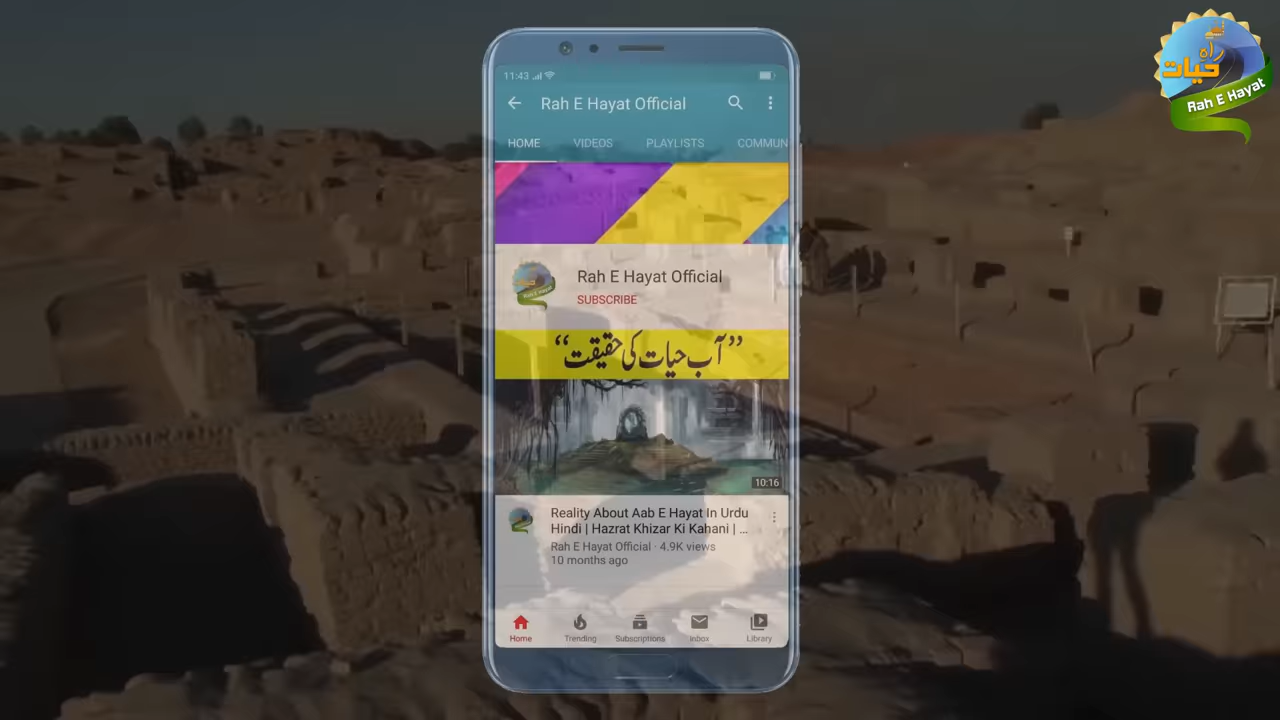 راہ
حیات
Rah E Hayat
11:43
Rah E Hayat Official
HOME VIDEOS PLAYLISTS COMMUN
Rah E Hayat Official
SUBSCRIBE
”آب حیات کی حقیقت“
10:16
Reality About Aab E Hayat In Urdu
Hindi | Hazrat Khizar Ki Kahani | ...
Rah E Hayat Official · 4.9K views
10 months ago
Home Trending Subscriptions Inbox Library